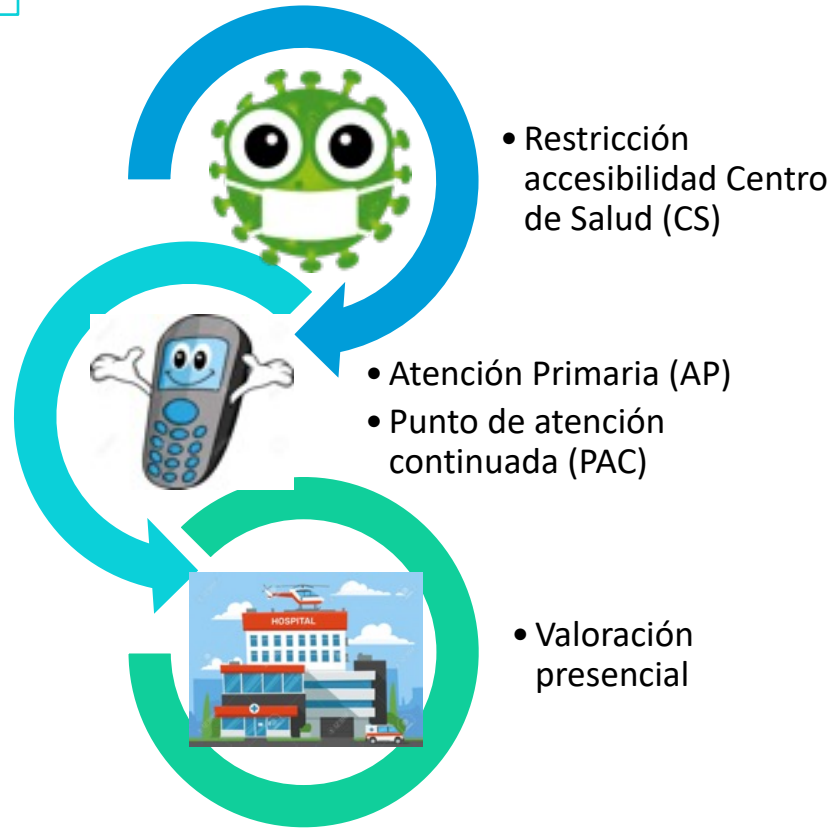 • Restricción
accesibilidad Centro
de Salud (CS)
• Atención Primaria (AP)
• Punto de atención
continuada (PAC)
HOSPITAL
• Valoración
presencial